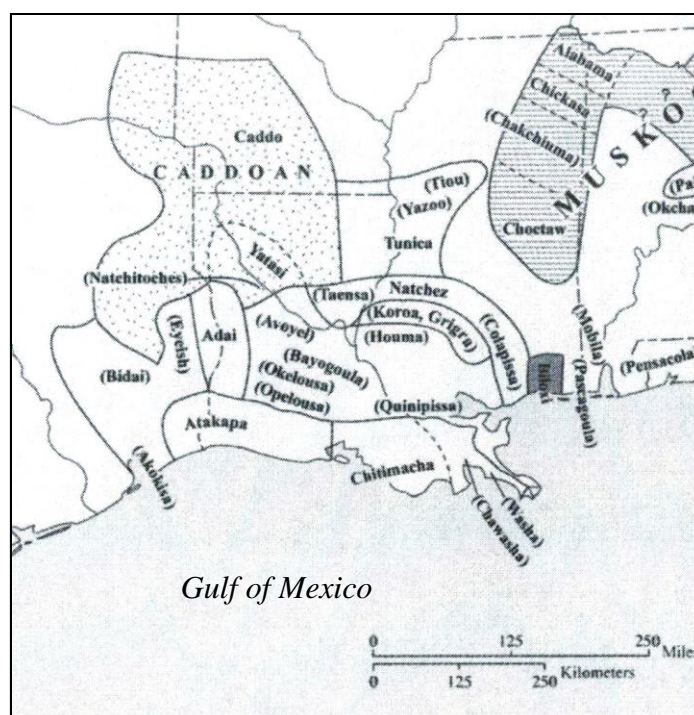 Alabama
Chickasa
(Chakchiuma)
?
?
MUSKO
Caddo
CADDOAN
(Tiou)
(Yazoo)
Tunica
Choctaw
(Pa
(Okcha
Yatasi
(Natchitoches)
(Taensa)
Natchez
(Koroa, Grigra)
(Houma)
(Colapissa)
(Eyeish)
Adai
(Avoyel)
(Bayogoula)
(Okelousa)
(Opelousa)
(Bidai)
(Mobila)
(Pascagoula)
(Pensacola)
Biloxi
(Quinipissa)
Atakapa
(Akokisa)
Chitimacha
(Washa)
(Chawasha)
Gulf of Mexico
0 125 250 Miles
Kilometers
0 125 250